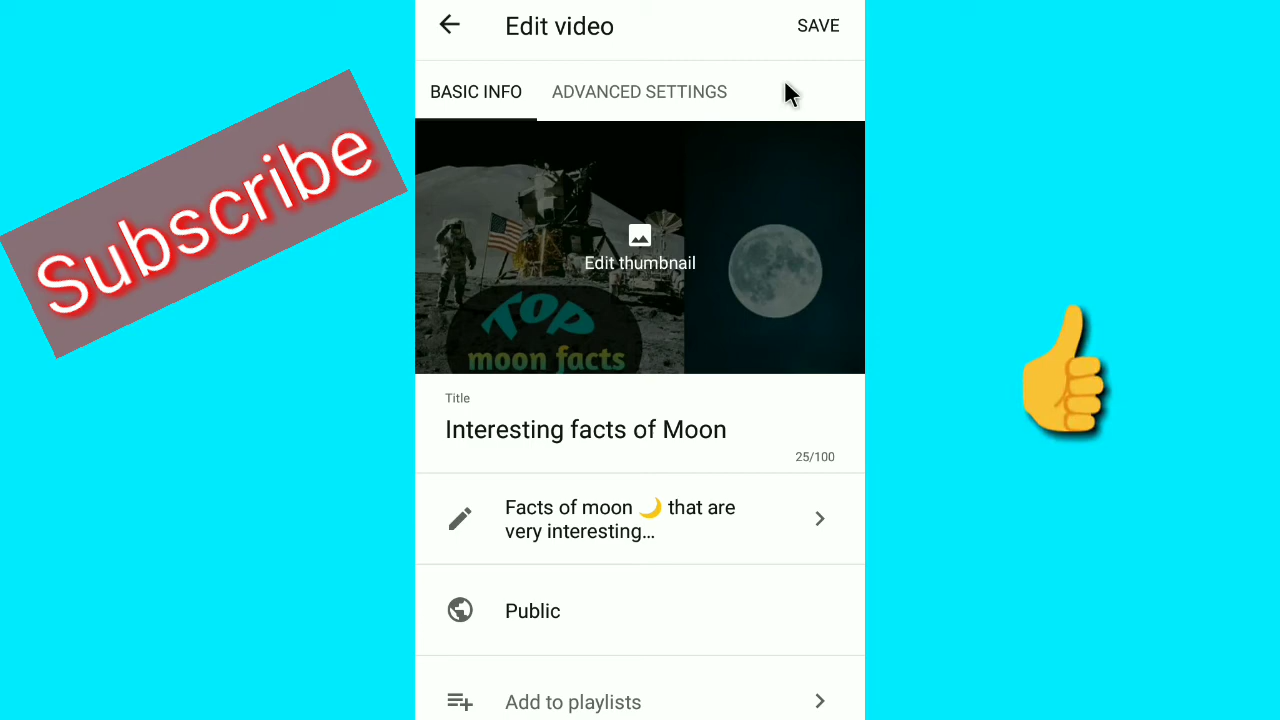 Edit video
SAVE
BASIC INFO
ADVANCED SETTINGS
Subscribe
Edit thumbnail
TOP
moon facts
Title
Interesting facts of Moon
25/100
Facts of moon 🌙 that are
very interesting...
Public
Add to playlists